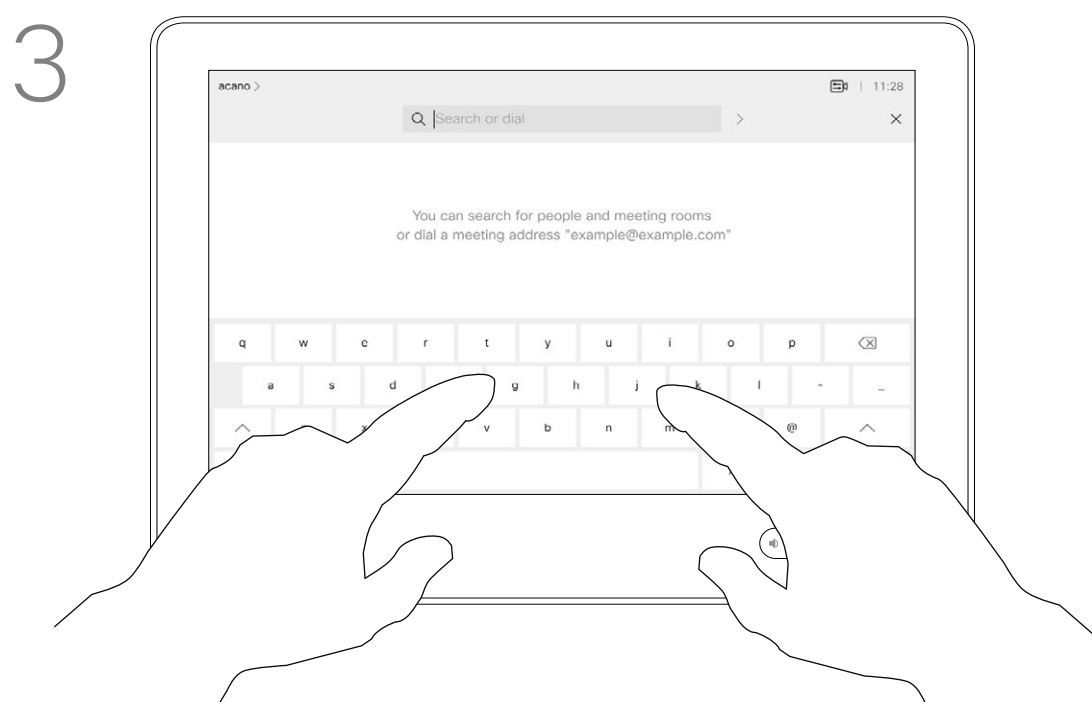 3
acano >
11:28
Search or dial
You can search for people and meeting rooms
or dial a meeting address "example@example.com"
q w e r t y u i o p
a s d g h j k l - _
v b n m @